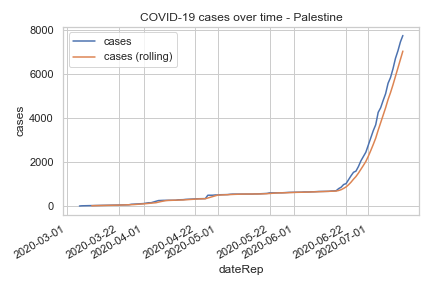 COVID-19 cases over time - Palestine
cases
cases (rolling)
8000
6000
4000
2000
0
cases
2020-03-01
2020-03-22
2020-04-01
2020-04-22
2020-05-01
2020-05-22
2020-06-01
2020-06-22
2020-07-01
dateRep